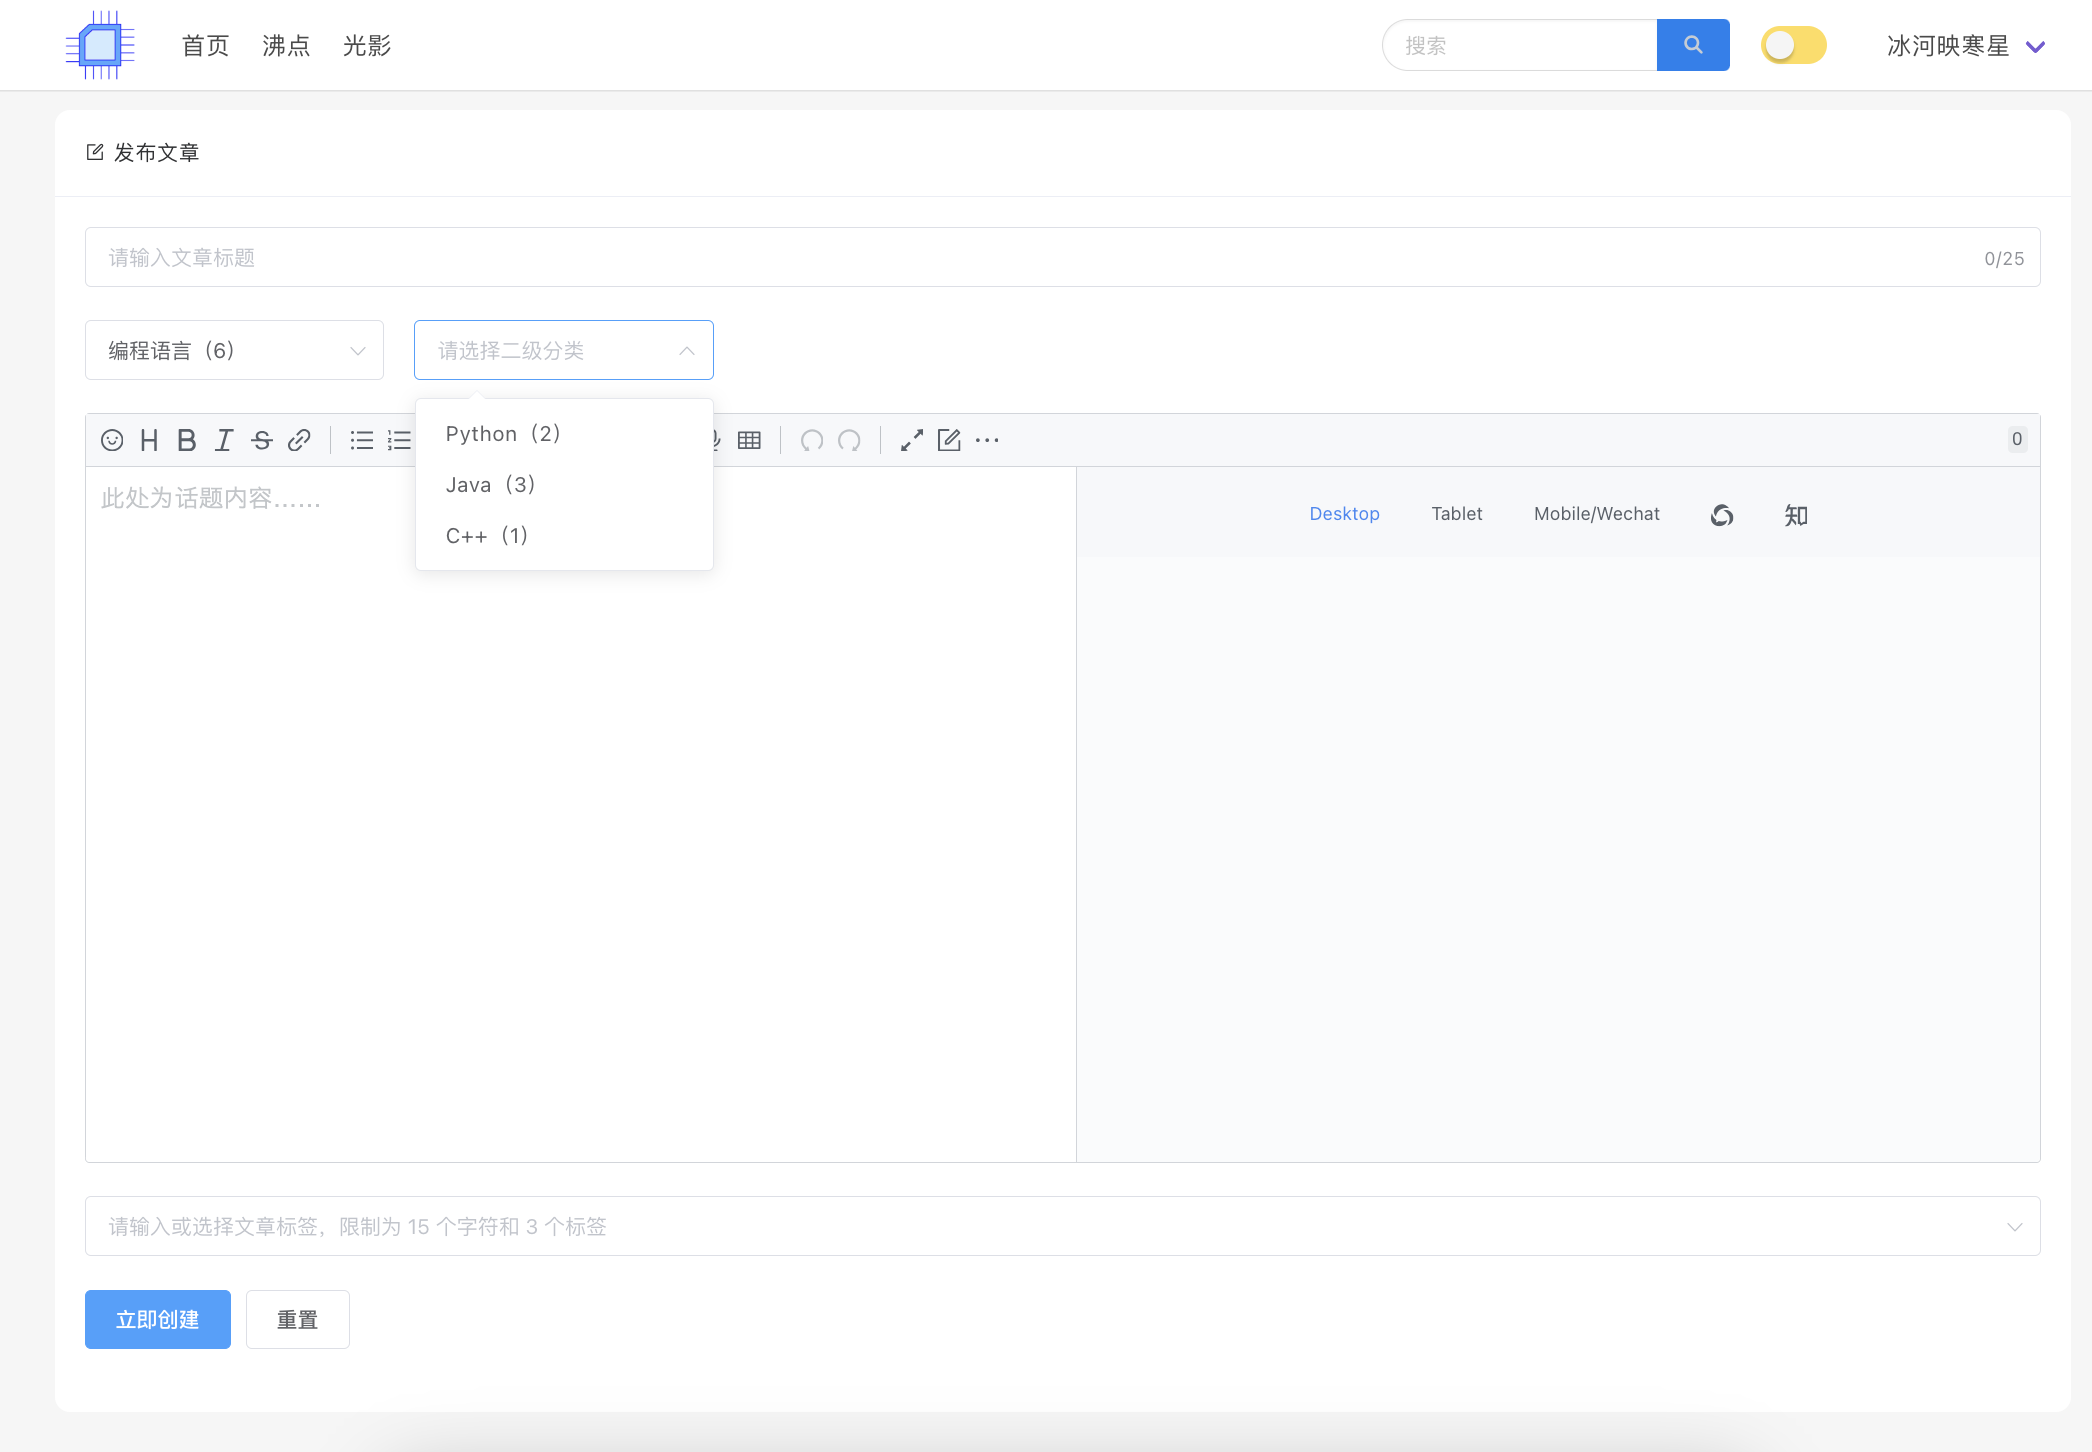 首页 沸点 光影 搜索 冰河映寒星
发布文章
请输入文章标题 0/25
编程语言（6） 请选择二级分类
Python（2）
Java（3）
C++（1）
0
此处为话题内容……
Desktop Tablet Mobile/Wechat 知
请输入或选择文章标签，限制为 15 个字符和 3 个标签
立即创建 重置